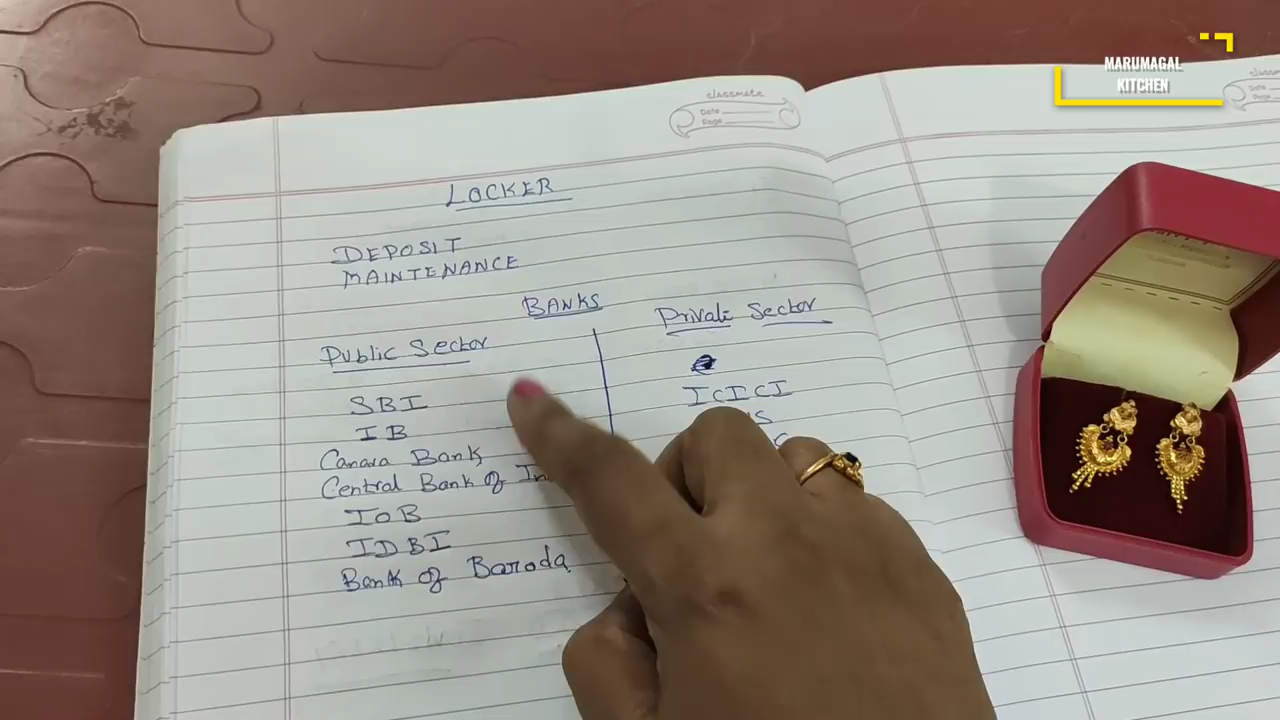 MARUMAGAL
KITCHEN
classmate
Date
Page
LOCKER
DEPOSIT
MAINTENANCE
BANKS
Public Sector
Private Sector
SBI
ICICI
IB
Canara Bank
Central Bank of
IOB
IDBI
Bank of Baroda